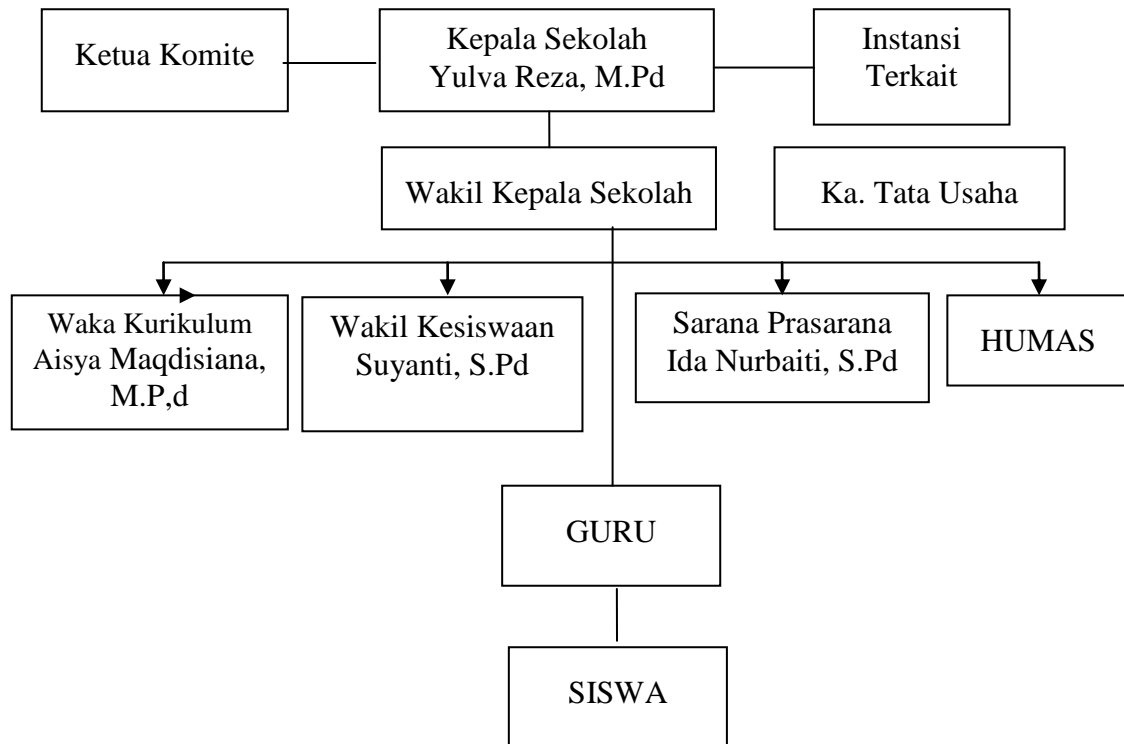 Ketua Komite
Kepala Sekolah
Yulva Reza, M.Pd
Instansi
Terkait
Wakil Kepala Sekolah
Ka. Tata Usaha
Waka Kurikulum
Aisya Maqdisiana,
M.P,d
Wakil Kesiswaan
Suyanti, S.Pd
Sarana Prasarana
Ida Nurbaiti, S.Pd
HUMAS
GURU
SISWA